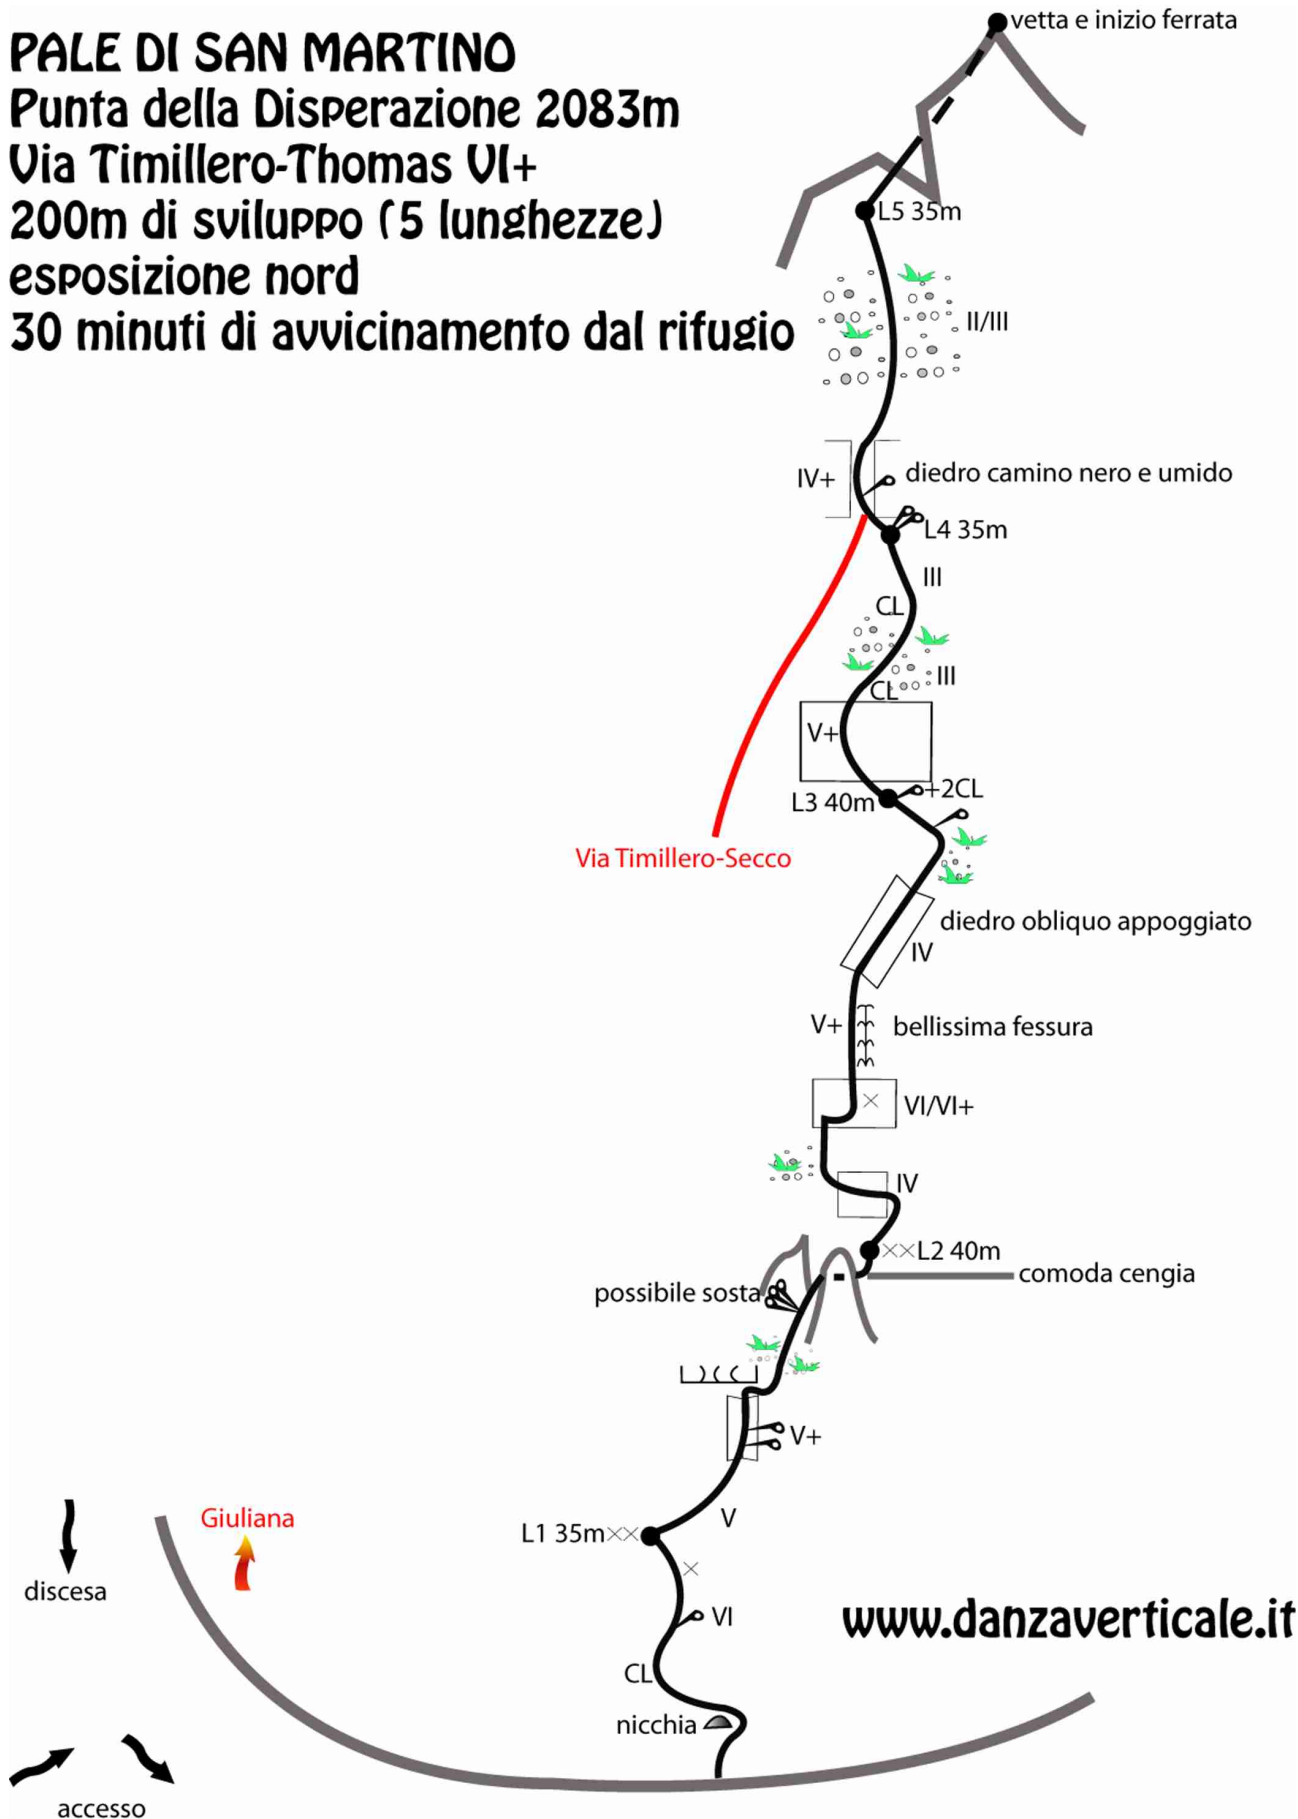 vetta e inizio ferrata
PALE DI SAN MARTINO
Punta della Disperazione 2083m
Via Timillero-Thomas VI+
200m di sviluppo (5 lunghezze)
esposizione nord
30 minuti di avvicinamento dal rifugio
L5 35m
II/III
IV+
diedro camino nero e umido
L4 35m
III
CL
III
CL
V+
+2CL
L3 40m
Via Timillero-Secco
diedro obliquo appoggiato
IV
V+
bellissima fessura
VI/VI+
IV
L2 40m
comoda cengia
possibile sosta
V+
V
Giuliana
L1 35m
discesa
VI
www.danzaverticale.it
CL
nicchia
accesso